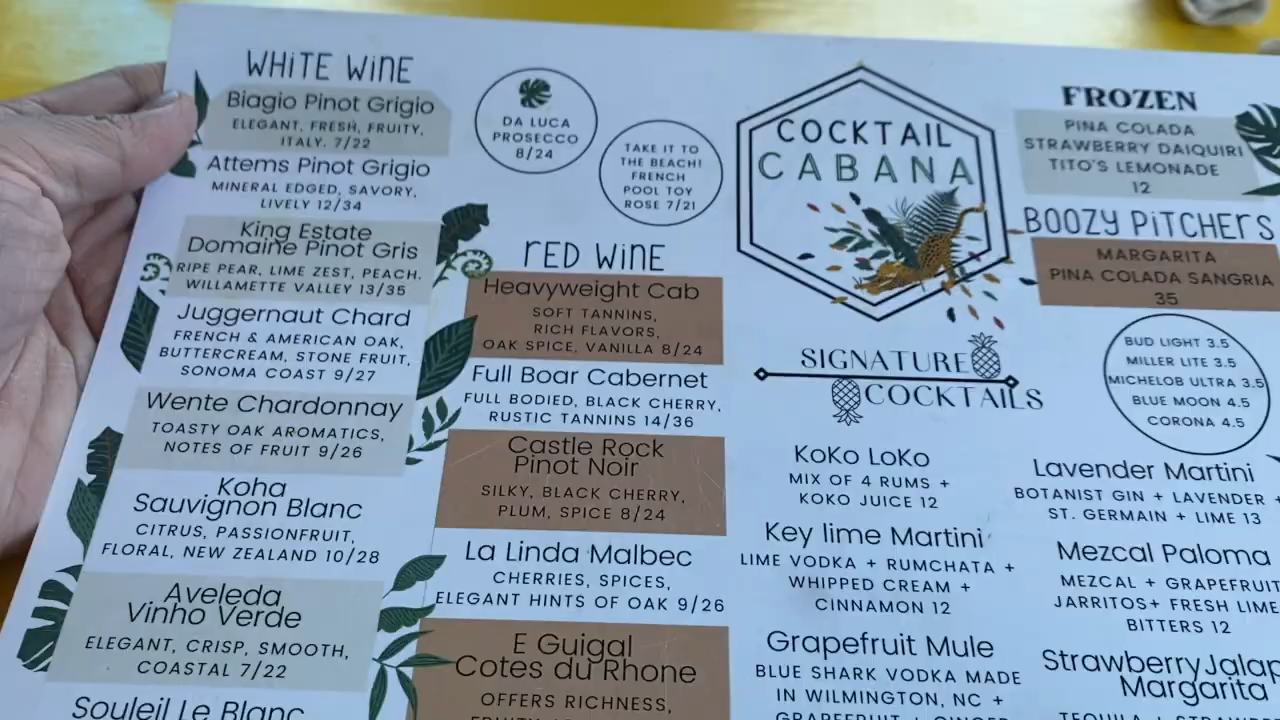 WHITE WINE
Biagio Pinot Grigio
ELEGANT, FRESH, FRUITY,
ITALY. 7/22
Attems Pinot Grigio
MINERAL EDGED, SAVORY,
LIVELY 12/34
King Estate
Domaine Pinot Gris
RIPE PEAR, LIME ZEST, PEACH.
WILLAMETTE VALLEY 13/35
Juggernaut Chard
FRENCH & AMERICAN OAK,
BUTTERCREAM, STONE FRUIT,
SONOMA COAST 9/27
Wente Chardonnay
TOASTY OAK AROMATICS,
NOTES OF FRUIT 9/26
Koha
Sauvignon Blanc
CITRUS, PASSIONFRUIT,
FLORAL, NEW ZEALAND 10/28
Aveleda
Vinho Verde
ELEGANT, CRISP, SMOOTH,
COASTAL 7/22
Souleil Le Blanc
DA LUCA
PROSECCO
8/24
TAKE IT TO
THE BEACH!
FRENCH
POOL TOY
ROSE 7/21
RED WINE
Heavyweight Cab
SOFT TANNINS,
RICH FLAVORS,
OAK SPICE, VANILLA 8/24
Full Boar Cabernet
FULL BODIED, BLACK CHERRY,
RUSTIC TANNINS 14/36
Castle Rock
Pinot Noir
SILKY, BLACK CHERRY,
PLUM, SPICE 8/24
La Linda Malbec
CHERRIES, SPICES,
ELEGANT HINTS OF OAK 9/26
E Guigal
Cotes du Rhone
OFFERS RICHNESS,
COCKTAIL
CABANA
SIGNATURE
COCKTAILS
KoKo LoKo
MIX OF 4 RUMS +
KOKO JUICE 12
Key lime Martini
LIME VODKA + RUMCHATA +
WHIPPED CREAM +
CINNAMON 12
Grapefruit Mule
BLUE SHARK VODKA MADE
IN WILMINGTON, NC +
GRAPEFRUIT + GINGER
FROZEN
PINA COLADA
STRAWBERRY DAIQUIRI
TITO'S LEMONADE
12
BOOZY PITCHERS
MARGARITA
PINA COLADA SANGRIA
35
BUD LIGHT 3.5
MILLER LITE 3.5
MICHELOB ULTRA 3.5
BLUE MOON 4.5
CORONA 4.5
Lavender Martini
BOTANIST GIN + LAVENDER +
ST. GERMAIN + LIME 13
Mezcal Paloma
MEZCAL + GRAPEFRUIT
JARRITOS+ FRESH LIME
BITTERS 12
Strawberry Jalap
Margarita
TEQUILA + STRAW